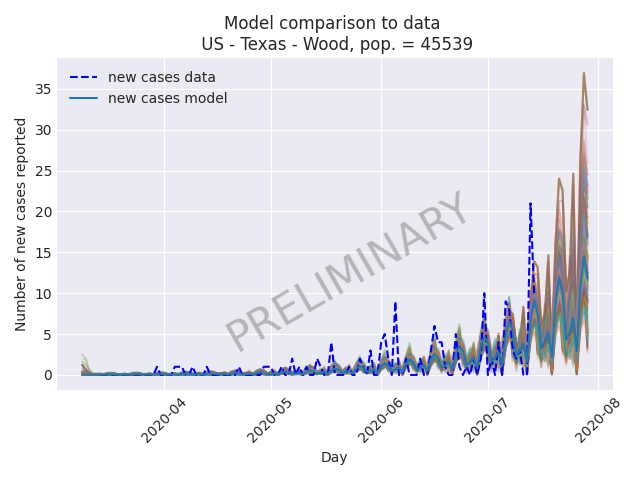 Model comparison to data
US - Texas - Wood, pop. = 45539
new cases data
new cases model
Number of new cases reported
35
30
25
20
15
10
5
0
PRELIMINARY
2020-04
2020-05
2020-06
2020-07
2020-08
Day